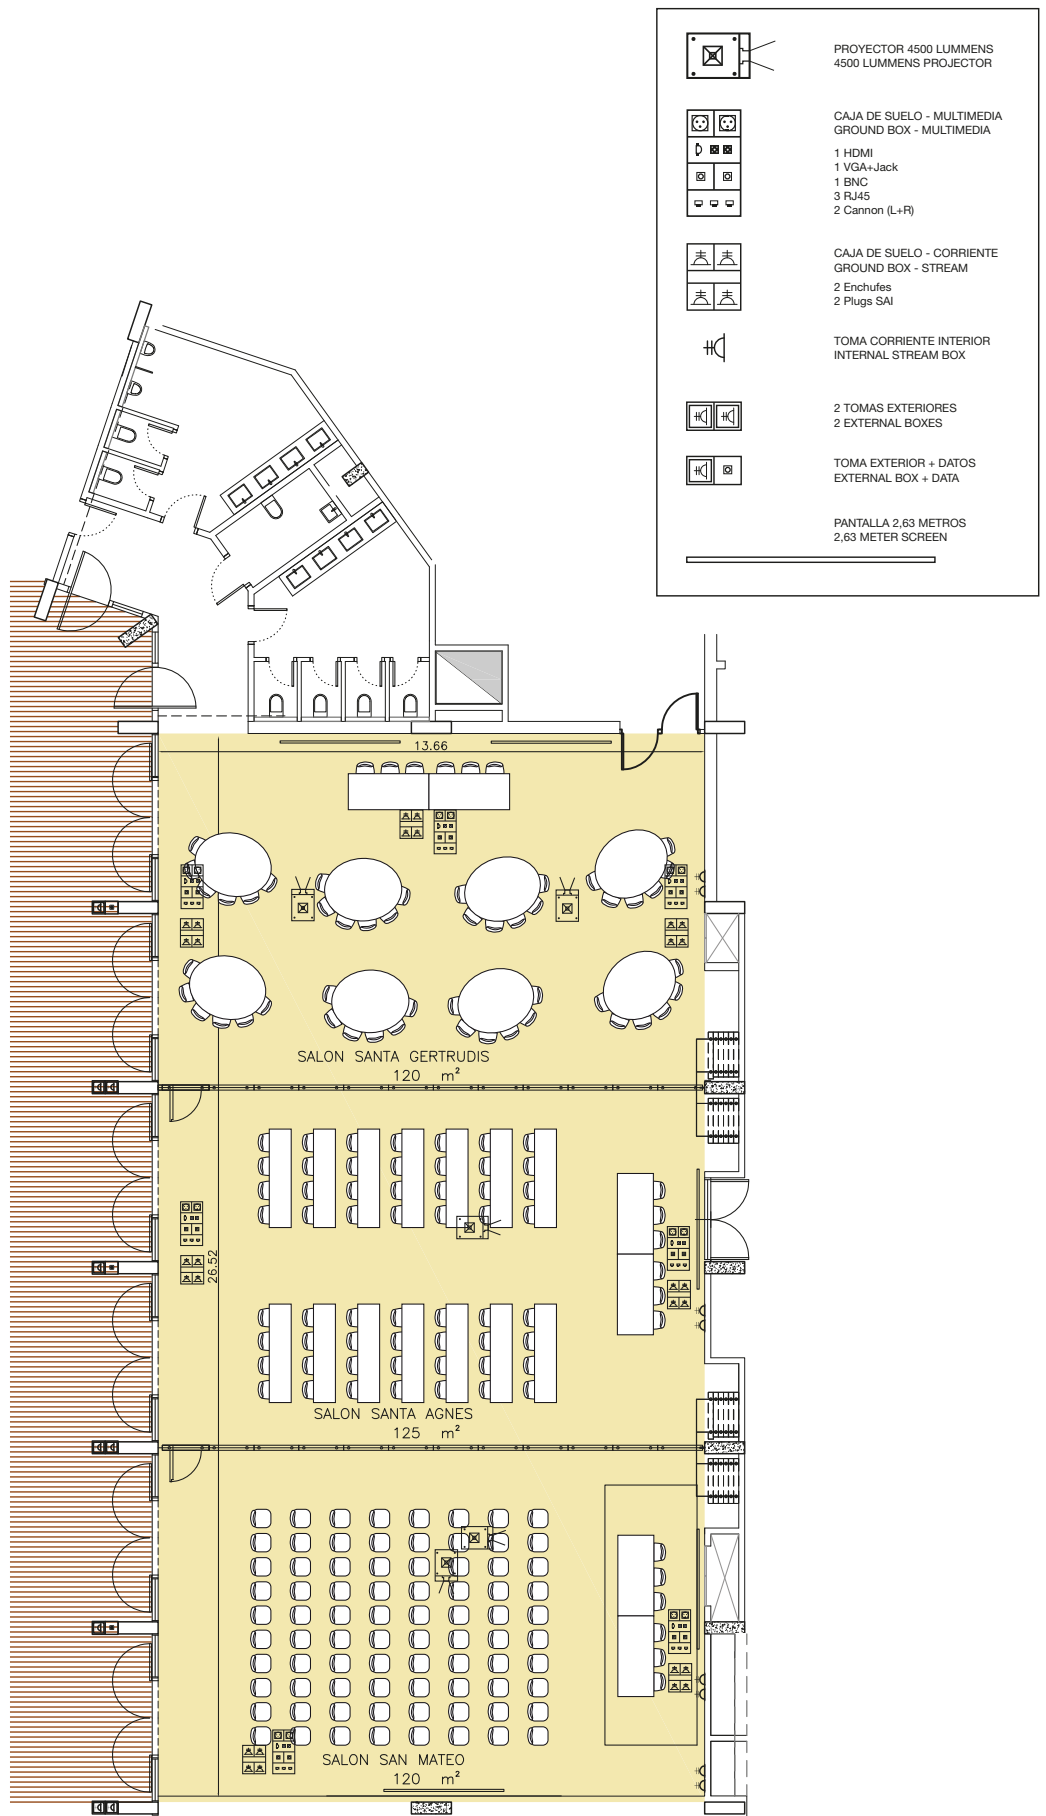 PROYECTOR 4500 LUMMENS
4500 LUMMENS PROJECTOR
CAJA DE SUELO - MULTIMEDIA
GROUND BOX - MULTIMEDIA
1 HDMI
1 VGA+Jack
1 BNC
3 RJ45
2 Cannon (L+R)
CAJA DE SUELO - CORRIENTE
GROUND BOX - STREAM
2 Enchufes
2 Plugs SAI
TOMA CORRIENTE INTERIOR
INTERNAL STREAM BOX
2 TOMAS EXTERIORES
2 EXTERNAL BOXES
TOMA EXTERIOR + DATOS
EXTERNAL BOX + DATA
PANTALLA 2,63 METROS
2,63 METER SCREEN
13.66
SALON SANTA GERTRUDIS
120 m²
26.52
SALON SANTA AGNES
125 m²
SALON SAN MATEO
120 m²